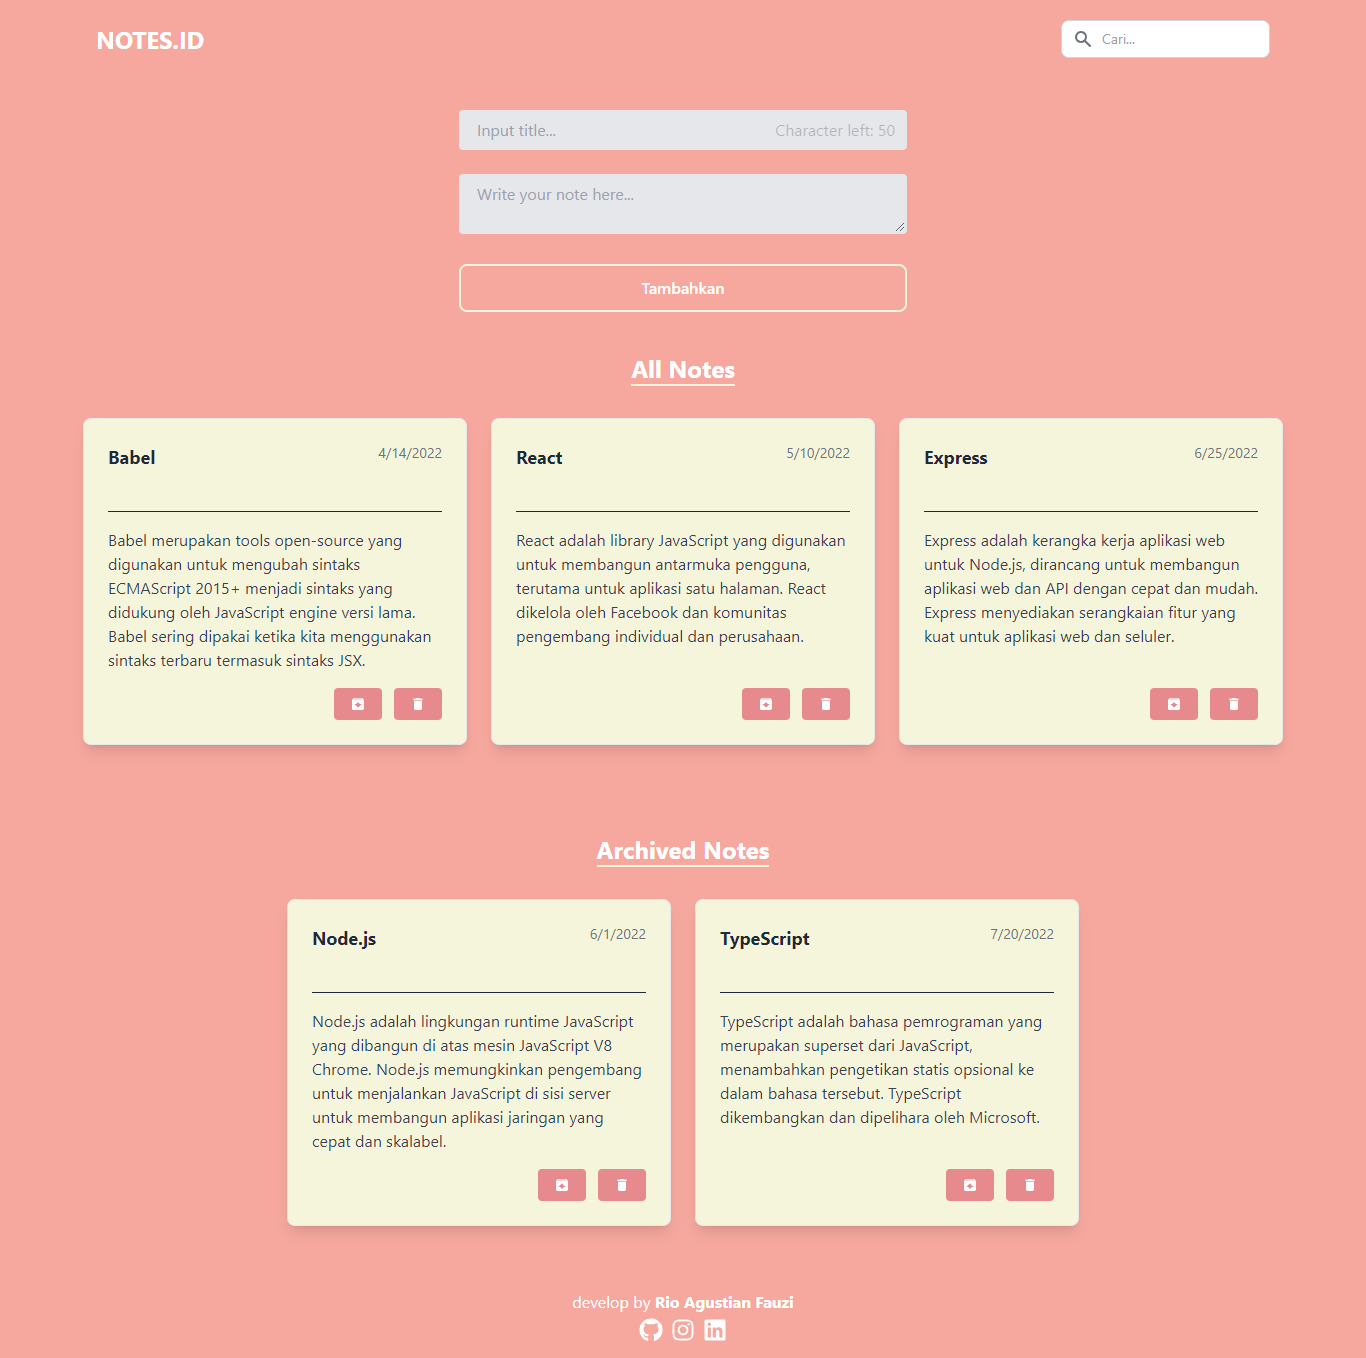 NOTES.ID
Cari...
Input title...
Character left: 50
Write your note here...
Tambahkan
All Notes
Babel
4/14/2022
Babel merupakan tools open-source yang
digunakan untuk mengubah sintaks
ECMAScript 2015+ menjadi sintaks yang
didukung oleh JavaScript engine versi lama.
Babel sering dipakai ketika kita menggunakan
sintaks terbaru termasuk sintaks JSX.
React
5/10/2022
React adalah library JavaScript yang digunakan
untuk membangun antarmuka pengguna,
terutama untuk aplikasi satu halaman. React
dikelola oleh Facebook dan komunitas
pengembang individual dan perusahaan.
Express
6/25/2022
Express adalah kerangka kerja aplikasi web
untuk Node.js, dirancang untuk membangun
aplikasi web dan API dengan cepat dan mudah.
Express menyediakan serangkaian fitur yang
kuat untuk aplikasi web dan seluler.
Archived Notes
Node.js
6/1/2022
Node.js adalah lingkungan runtime JavaScript
yang dibangun di atas mesin JavaScript V8
Chrome. Node.js memungkinkan pengembang
untuk menjalankan JavaScript di sisi server
untuk membangun aplikasi jaringan yang
cepat dan skalabel.
TypeScript
7/20/2022
TypeScript adalah bahasa pemrograman yang
merupakan superset dari JavaScript,
menambahkan pengetikan statis opsional ke
dalam bahasa tersebut. TypeScript
dikembangkan dan dipelihara oleh Microsoft.
develop by Rio Agustian Fauzi